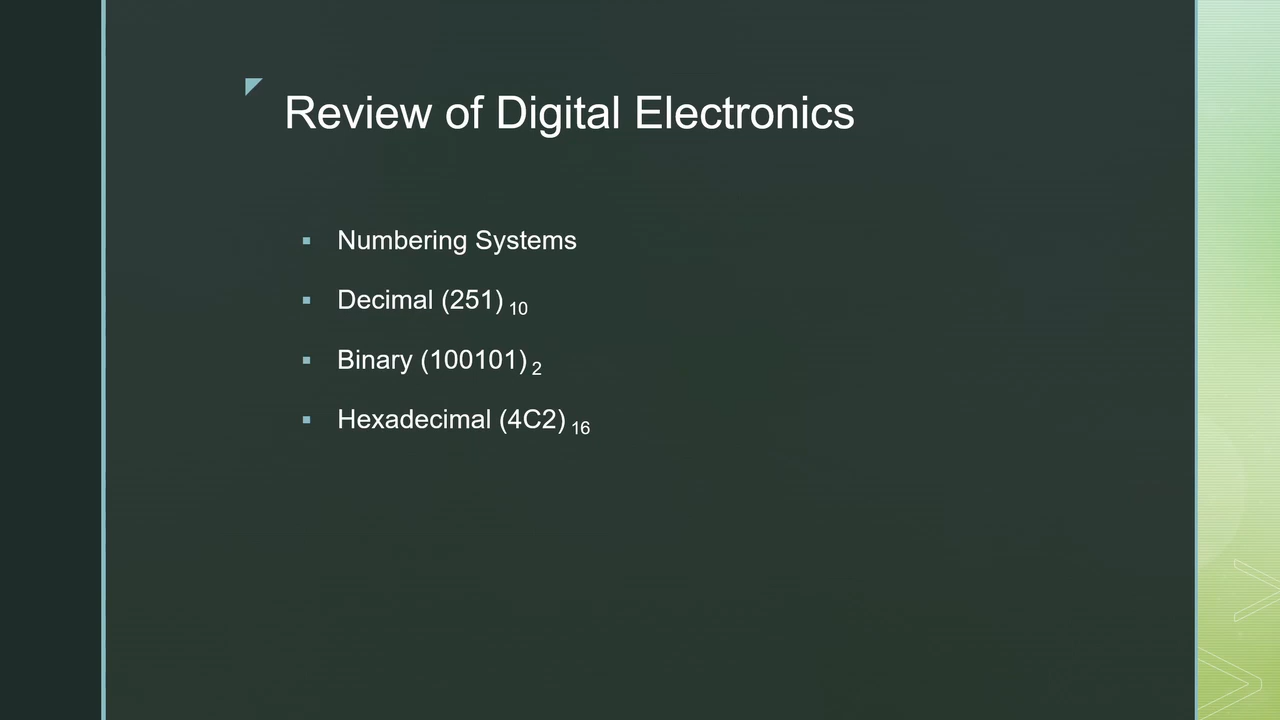 Review of Digital Electronics
Numbering Systems
Decimal (251) 10
Binary (100101) 2
Hexadecimal (4C2) 16